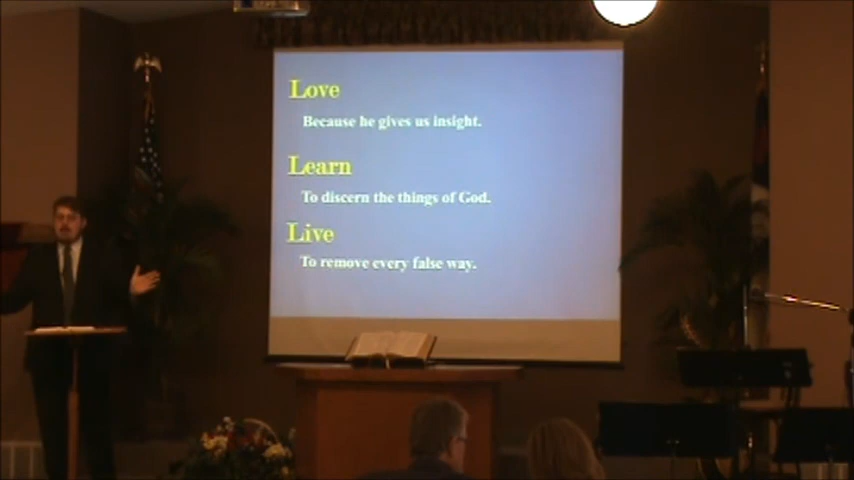 Love
Because he gives us insight.
Learn
To discern the things of God.
Live
To remove every false way.